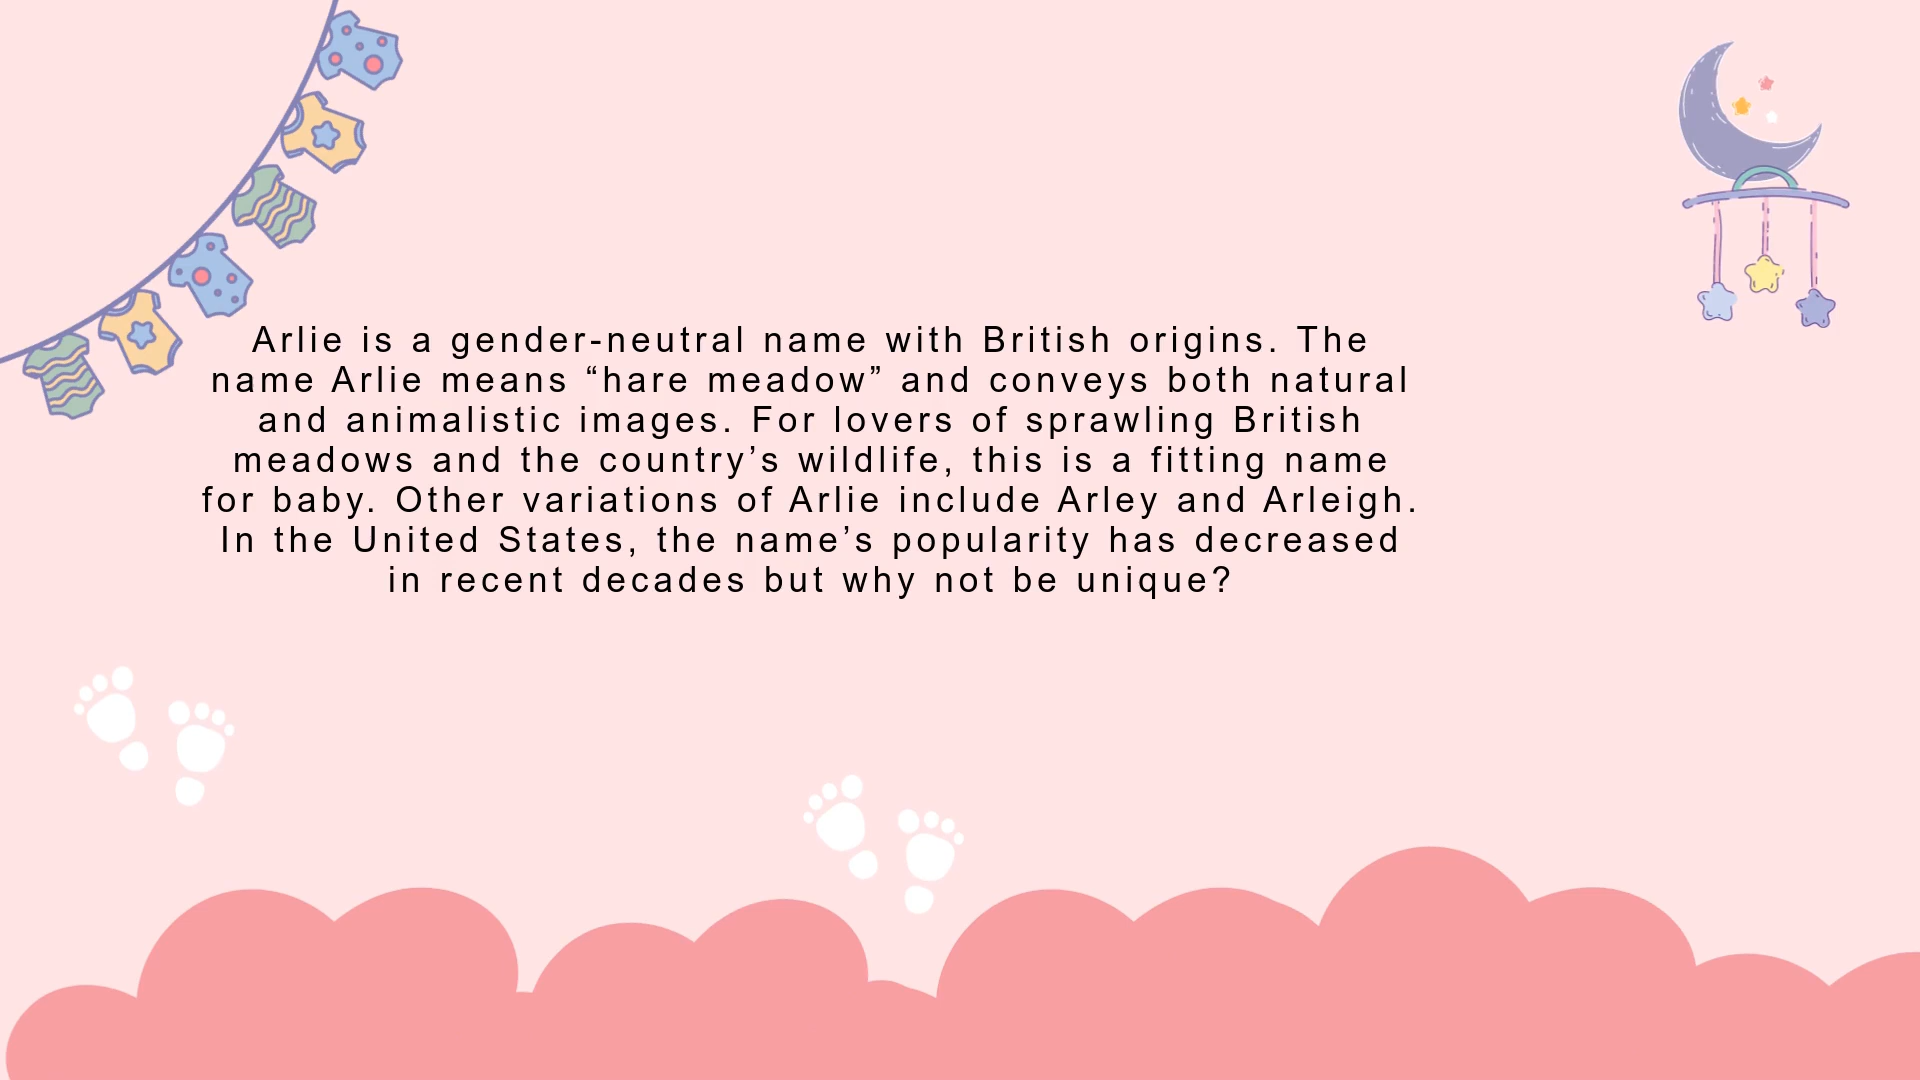 Arlie is a gender-neutral name with British origins. The
name Arlie means “hare meadow” and conveys both natural
and animalistic images. For lovers of sprawling British
meadows and the country’s wildlife, this is a fitting name
for baby. Other variations of Arlie include Arley and Arleigh.
In the United States, the name’s popularity has decreased
in recent decades but why not be unique?